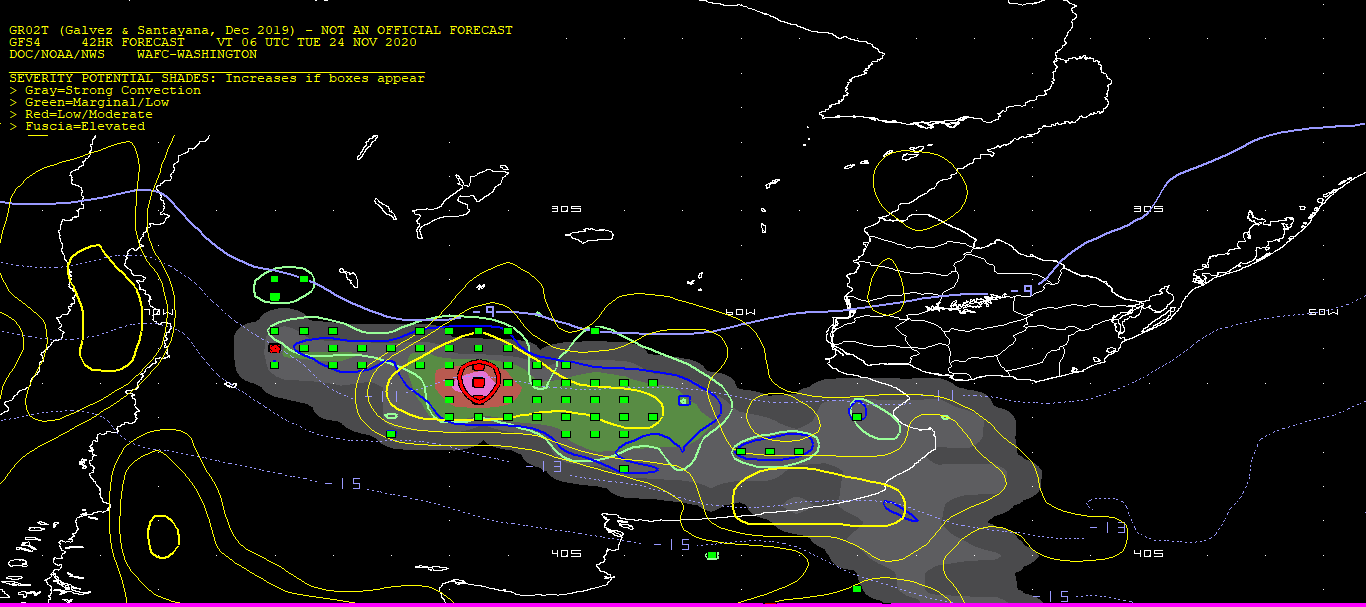 GR02T (Galvez & Santayana, Dec 2019) - NOT AN OFFICIAL FORECAST
GFS4 42HR FORECAST VT 06 UTC TUE 24 NOV 2020
DOC/NOAA/NWS WAFC-WASHINGTON
SEVERITY POTENTIAL SHADES: Increases if boxes appear
> Gray=Strong Convection
> Green=Marginal/Low
> Red=Low/Moderate
> Fuscia=Elevated
30S
30S
-9
-9
70W
60W
50W
-11
-11
-13
-15
-13
-15
40S
40S
-15